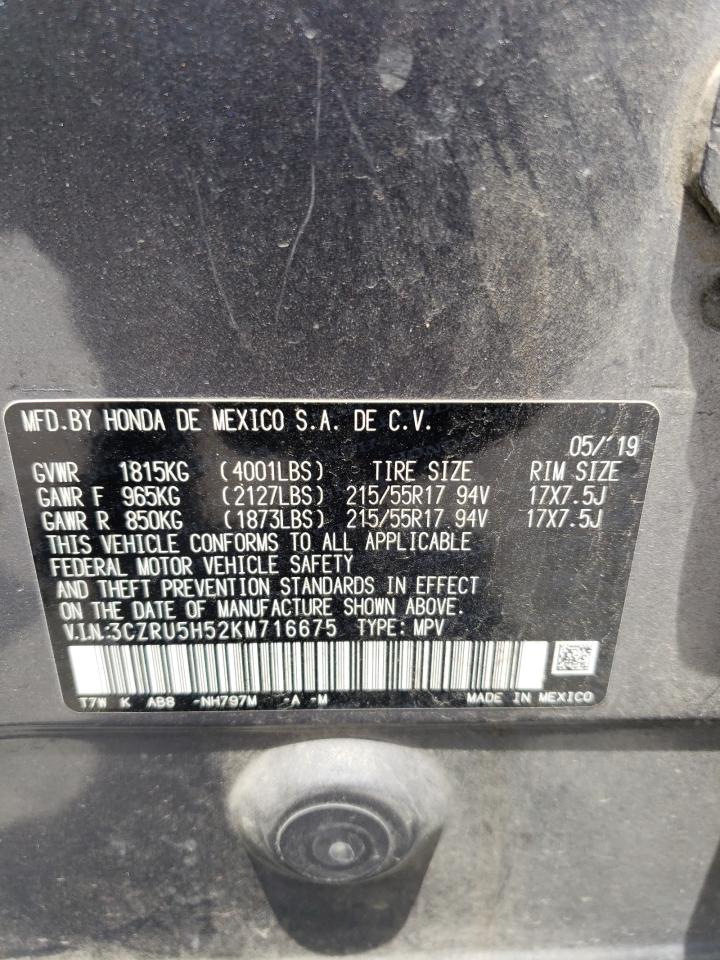 MFD.BY HONDA DE MEXICO S.A. DE C.V.
05/'19
GVWR 1815KG (4001LBS) TIRE SIZE RIM SIZE
GAWR F 965KG (2127LBS) 215/55R17 94V 17X7.5J
GAWR R 850KG (1873LBS) 215/55R17 94V 17X7.5J
THIS VEHICLE CONFORMS TO ALL APPLICABLE
FEDERAL MOTOR VEHICLE SAFETY
AND THEFT PREVENTION STANDARDS IN EFFECT
ON THE DATE OF MANUFACTURE SHOWN ABOVE.
V.I.N.:3CZRU5H52KM716675 TYPE: MPV
T7W K ABB -NH797M -A -M MADE IN MEXICO